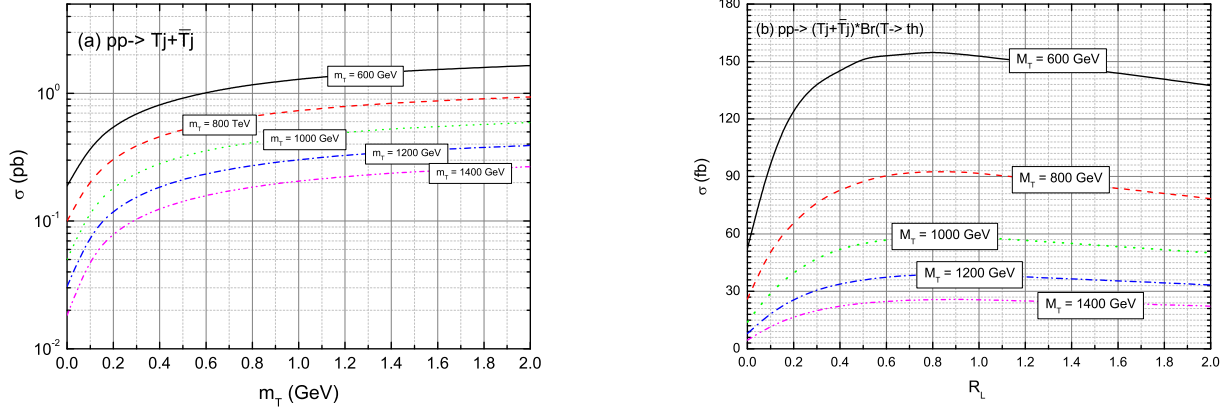 (a) pp-> Tj+T̅j
σ (pb)
10⁰
10⁻¹
10⁻²
m_T = 600 GeV
m_T = 800 TeV
m_T = 1000 GeV
m_T = 1200 GeV
m_T = 1400 GeV
0.0 0.2 0.4 0.6 0.8 1.0 1.2 1.4 1.6 1.8 2.0
m_T (GeV)
(b) pp-> (Tj+T̅j)*Br(T-> th)
σ (fb)
180
150
120
90
60
30
0
M_T = 600 GeV
M_T = 800 GeV
M_T = 1000 GeV
M_T = 1200 GeV
M_T = 1400 GeV
0.0 0.2 0.4 0.6 0.8 1.0 1.2 1.4 1.6 1.8 2.0
R_L